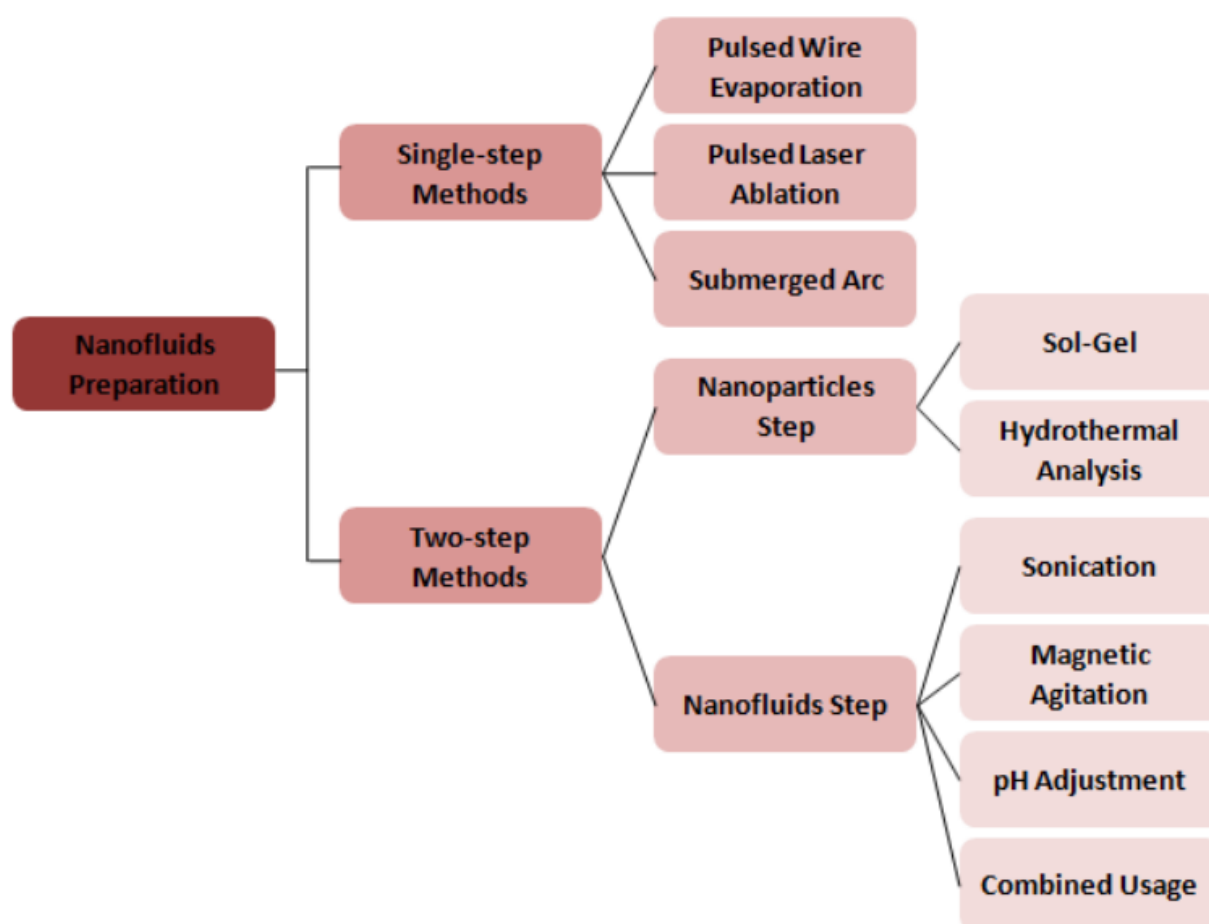 Pulsed Wire
Evaporation
Single-step
Methods
Pulsed Laser
Ablation
Submerged Arc
Nanofluids
Preparation
Nanoparticles
Step
Sol-Gel
Hydrothermal
Analysis
Two-step
Methods
Sonication
Nanofluids Step
Magnetic
Agitation
pH Adjustment
Combined Usage